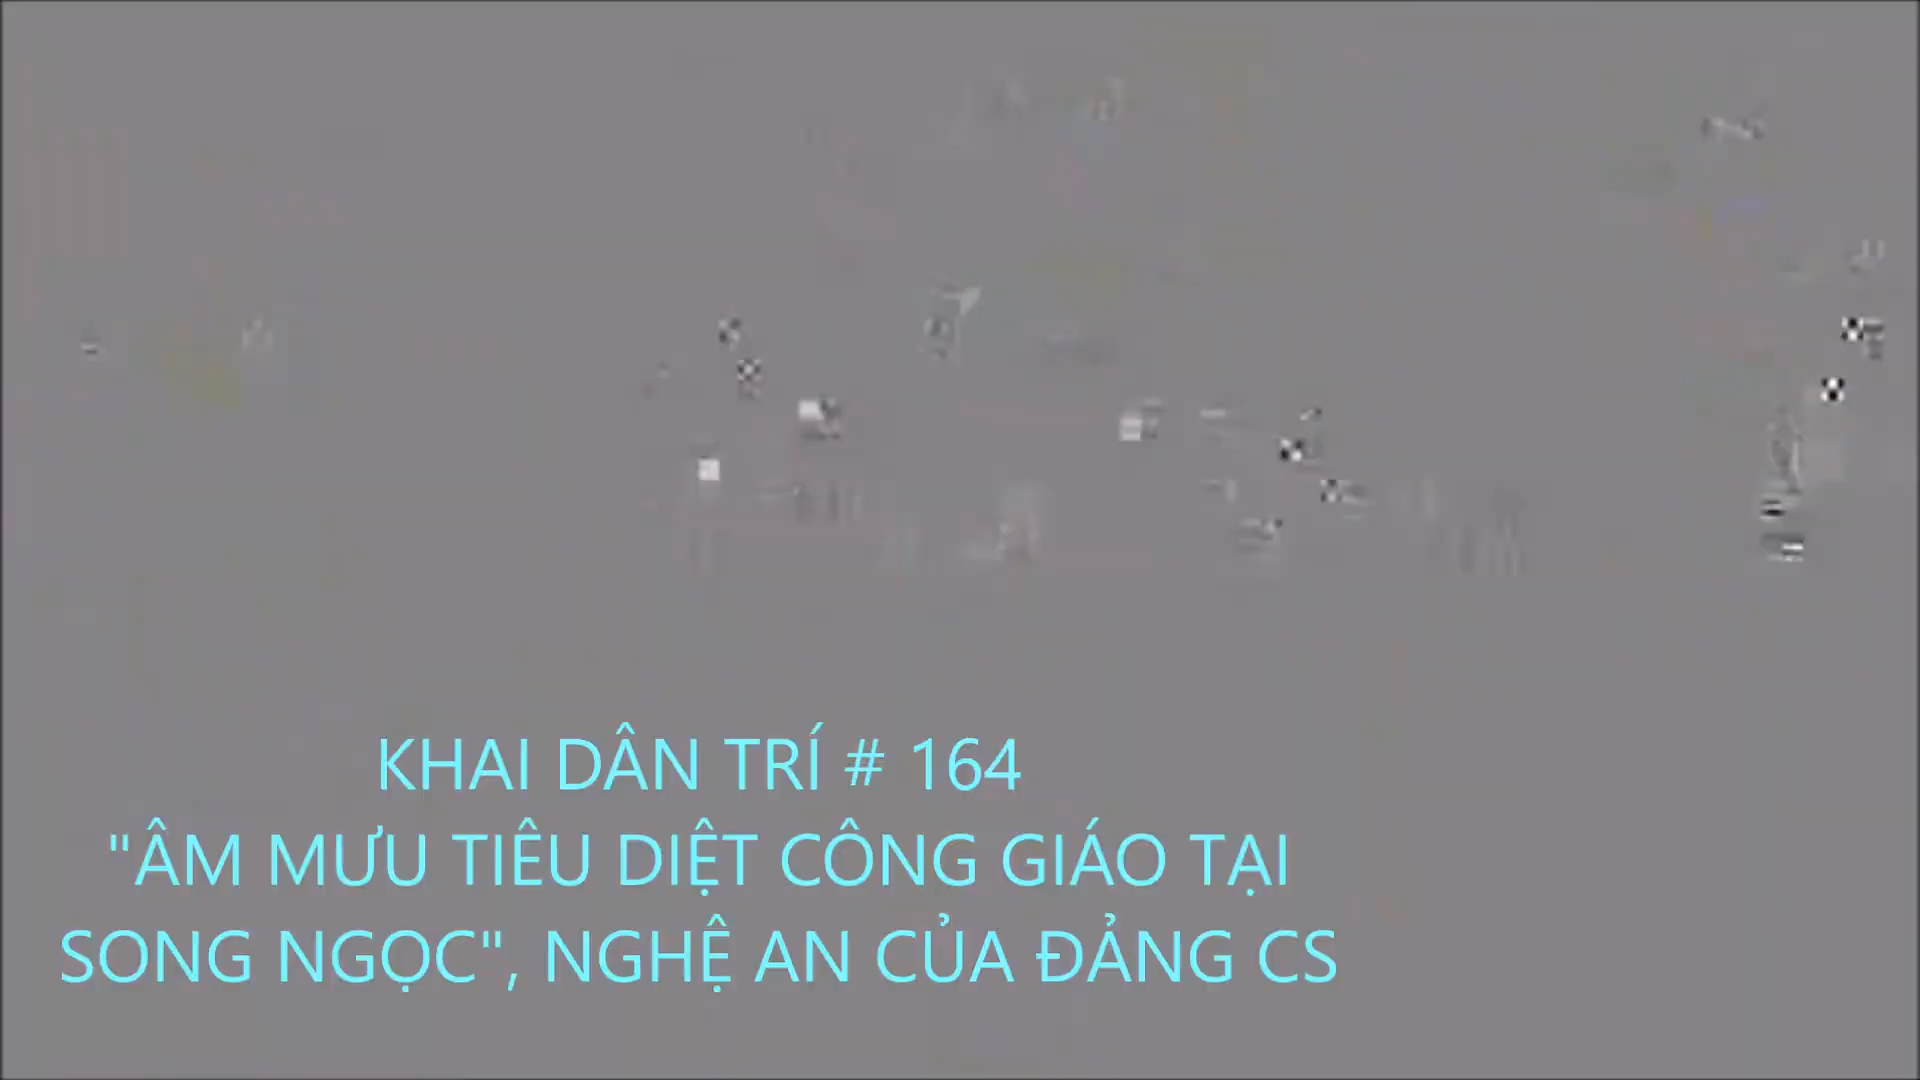 KHAI DÂN TRÍ # 164
"ÂM MƯU TIÊU DIỆT CÔNG GIÁO TẠI
SONG NGỌC", NGHỆ AN CỦA ĐẢNG CS